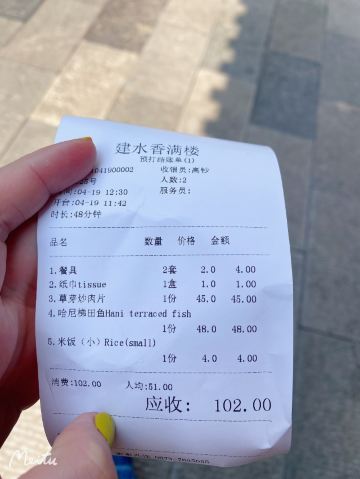 建水香满楼
预打结账单(1)
041900002 收银员:高钞
号 人数:2
间:04-19 12:30 服务员:
开台:04-19 11:42
时长:48分钟
品名 数量 价格 金额
1.餐具 2套 2.0 4.00
2.纸巾tissue 1盒 1.0 1.00
3.草芽炒肉片 1份 45.0 45.00
4.哈尼梯田鱼Hani terraced fish
1份 48.0 48.00
5.米饭（小）Rice(small)
1份 4.0 4.00
消费:102.00 人均:51.00
应收: 102.00
Meitu